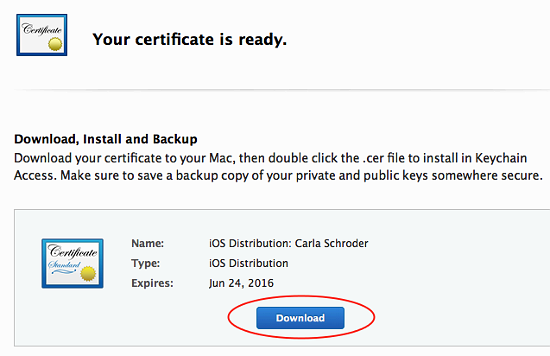 Certificate
Your certificate is ready.
Download, Install and Backup
Download your certificate to your Mac, then double click the .cer file to install in Keychain
Access. Make sure to save a backup copy of your private and public keys somewhere secure.
Certificate
Standard
Name: iOS Distribution: Carla Schroder
Type: iOS Distribution
Expires: Jun 24, 2016
Download